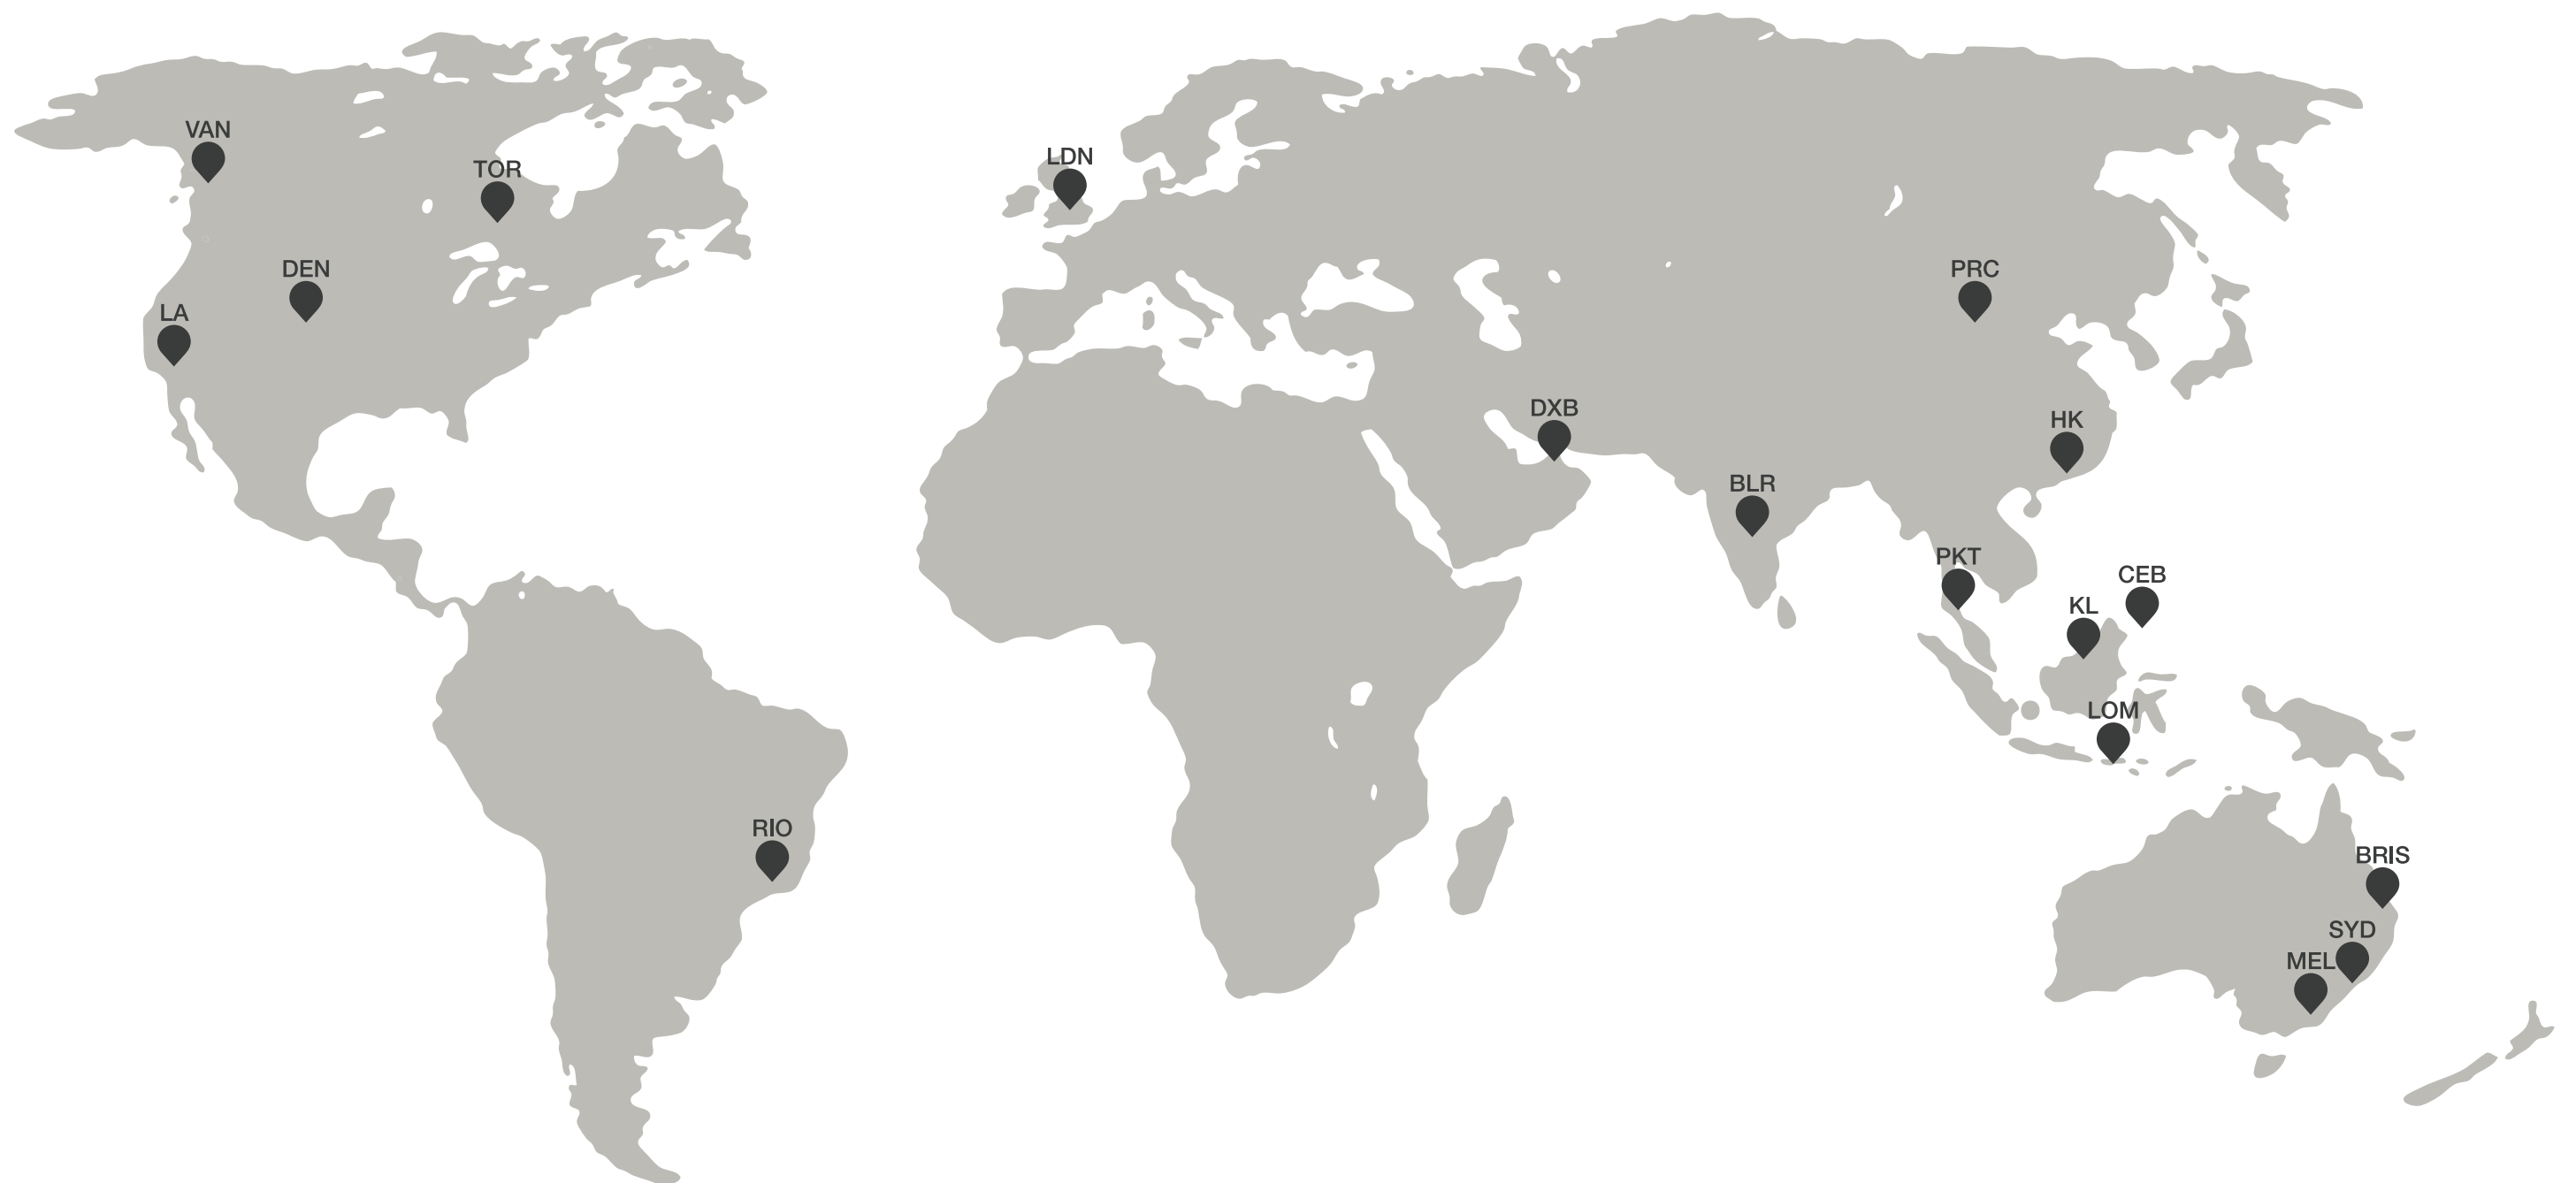 VAN
TOR
LDN
DEN
PRC
LA
DXB
HK
BLR
PKT
CEB
KL
LOM
RIO
BRIS
SYD
MEL